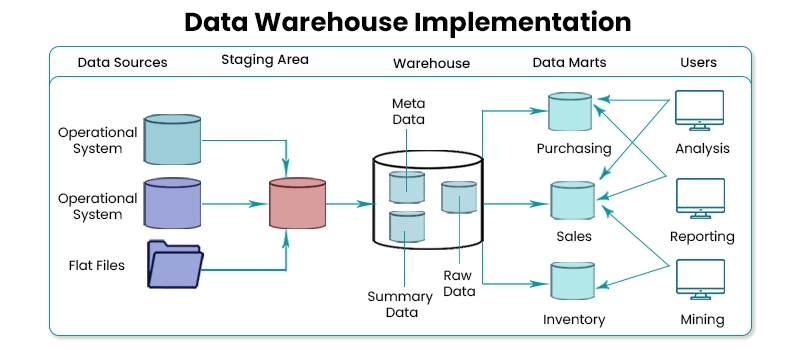 Data Warehouse Implementation
Data Sources
Staging Area
Warehouse
Data Marts
Users
Operational
System
Operational
System
Flat Files
Meta
Data
Summary
Data
Raw
Data
Purchasing
Sales
Inventory
Analysis
Reporting
Mining